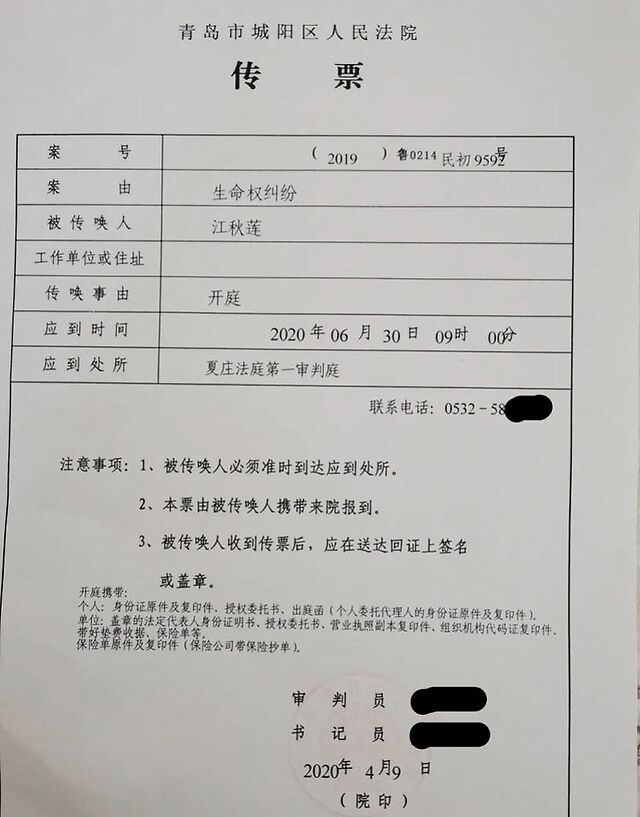 青岛市城阳区人民法院
传 票
案 号 （ 2019 ）鲁0214民初9592号
案 由 生命权纠纷
被传唤人 江秋莲
工作单位或住址
传唤事由 开庭
应到时间 2020 年 06 月 30 日 09时 00分
应到处所 夏庄法庭第一审判庭
联系电话：0532－58
注意事项：1、被传唤人必须准时到达应到处所。
2、本票由被传唤人携带来院报到。
3、被传唤人收到传票后，应在送达回证上签名
或盖章。
开庭携带：
个人：身份证原件及复印件、授权委托书、出庭函（个人委托代理人的身份证原件及复印件）。
单位：盖章的法定代表人身份证明书、授权委托书、营业执照副本复印件、组织机构代码证复印件。
带好垫费收据、保险单等。
保险单原件及复印件（保险公司带保险抄单）。
审 判 员
书 记 员
2020年 4月9 日
（院印）